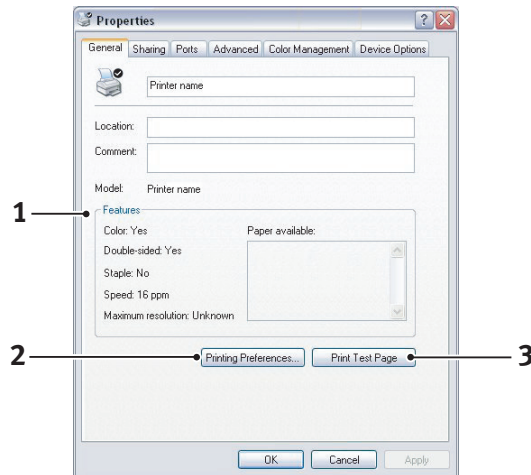 Properties
General Sharing Ports Advanced Color Management Device Options
Printer name
Location:
Comment:
Model: Printer name
1
Features
Color: Yes Paper available:
Double-sided: Yes
Staple: No
Speed: 16 ppm
Maximum resolution: Unknown
2 Printing Preferences... Print Test Page 3
OK Cancel Apply